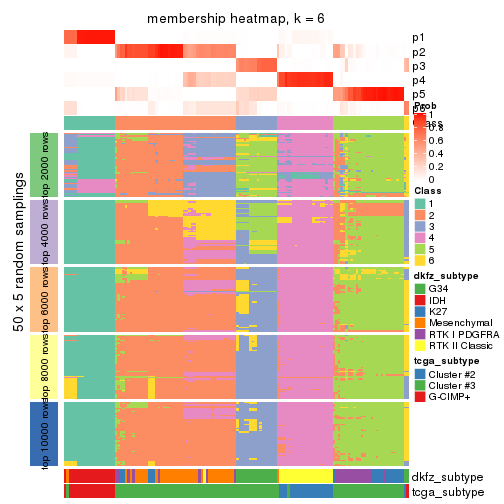 membership heatmap, k = 6
p1
p2
p3
p4
p5
Prob
1
0.8
0.6
0.4
0.2
0
Class
1
2
3
4
5
6
dkfz_subtype
G34
IDH
K27
Mesenchymal
RTK I PDGFRA
RTK II Classic
tcga_subtype
Cluster #2
Cluster #3
G-CIMP+
50 x 5 random samplings
top 2000 rows
top 4000 rows
top 6000 rows
top 8000 rows
top 10000 rows
dkfz_subtype
tcga_subtype